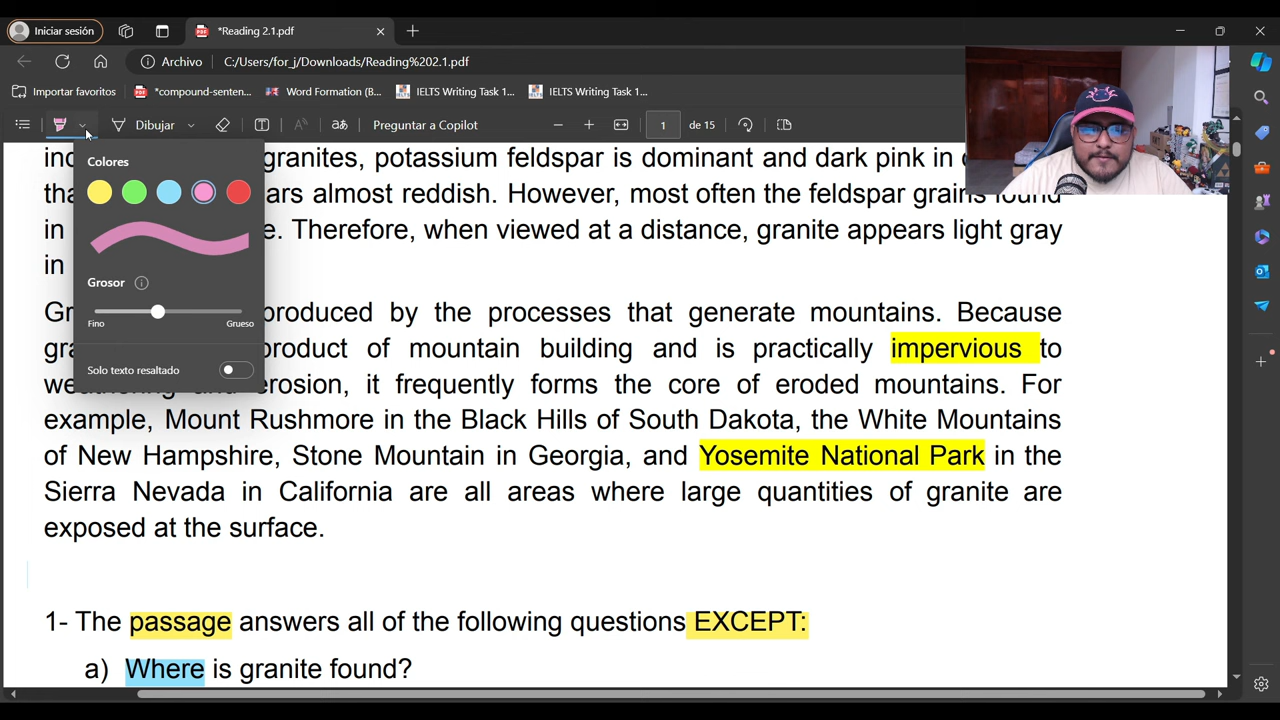 Iniciar sesión
*Reading 2.1.pdf
Archivo
C:/Users/for_j/Downloads/Reading%202.1.pdf
Importar favoritos
*compound-senten...
Word Formation (B...
IELTS Writing Task 1...
IELTS Writing Task 1...
Dibujar
aあ
Preguntar a Copilot
1
de 15
Colores
Grosor
Fino
Grueso
Solo texto resaltado
granites, potassium feldspar is dominant and dark pink in
ars almost reddish. However, most often the feldspar grains found
in e. Therefore, when viewed at a distance, granite appears light gray
in
Gr produced by the processes that generate mountains. Because
gra product of mountain building and is practically impervious to
we erosion, it frequently forms the core of eroded mountains. For
example, Mount Rushmore in the Black Hills of South Dakota, the White Mountains
of New Hampshire, Stone Mountain in Georgia, and Yosemite National Park in the
Sierra Nevada in California are all areas where large quantities of granite are
exposed at the surface.
1- The passage answers all of the following questions EXCEPT:
a) Where is granite found?